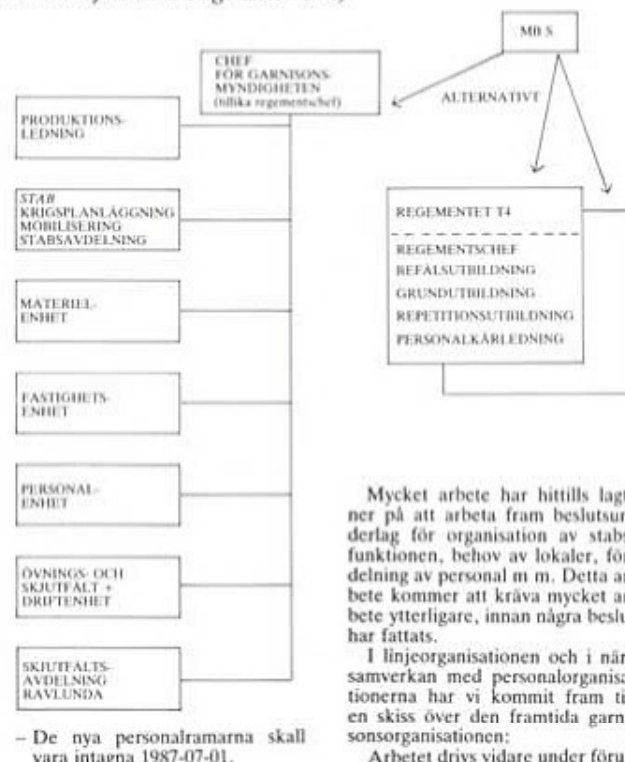 MB S
CHEF
FÖR GARNISONS-
MYNDIGHETEN
(tillika regementschef)
ALTERNATIVT
PRODUKTIONS-
LEDNING
STAB
KRIGSPLANLÄGGNING
MOBILISERING
STABSAVDELNING
MATERIEL-
ENHET
FASTIGHETS-
ENHET
PERSONAL-
ENHET
ÖVNINGS- OCH
SKJUTFÄLT +
DRIFTENHET
SKJUTFÄLTS-
AVDELNING
RAVLUNDA
REGEMENTET T4
REGEMENTSCHEF
BEFÄLSUTBILDNING
GRUNDUTBILDNING
REPETITIONSUTBILDNING
PERSONALKÅRLEDNING
– De nya personalramarna skall
vara intagna 1987-07-01.
Mycket arbete har hittills lagt
ner på att arbeta fram beslutsun
derlag för organisation av stabs
funktionen, behov av lokaler, för
delning av personal m m. Detta ar
bete kommer att kräva mycket ar
bete ytterligare, innan några beslu
har fattats.
I linjeorganisationen och i när
samverkan med personalorganisa
tionerna har vi kommit fram ti
en skiss över den framtida garn
sonsorganisationen:
Arbetet drivs vidare under föru